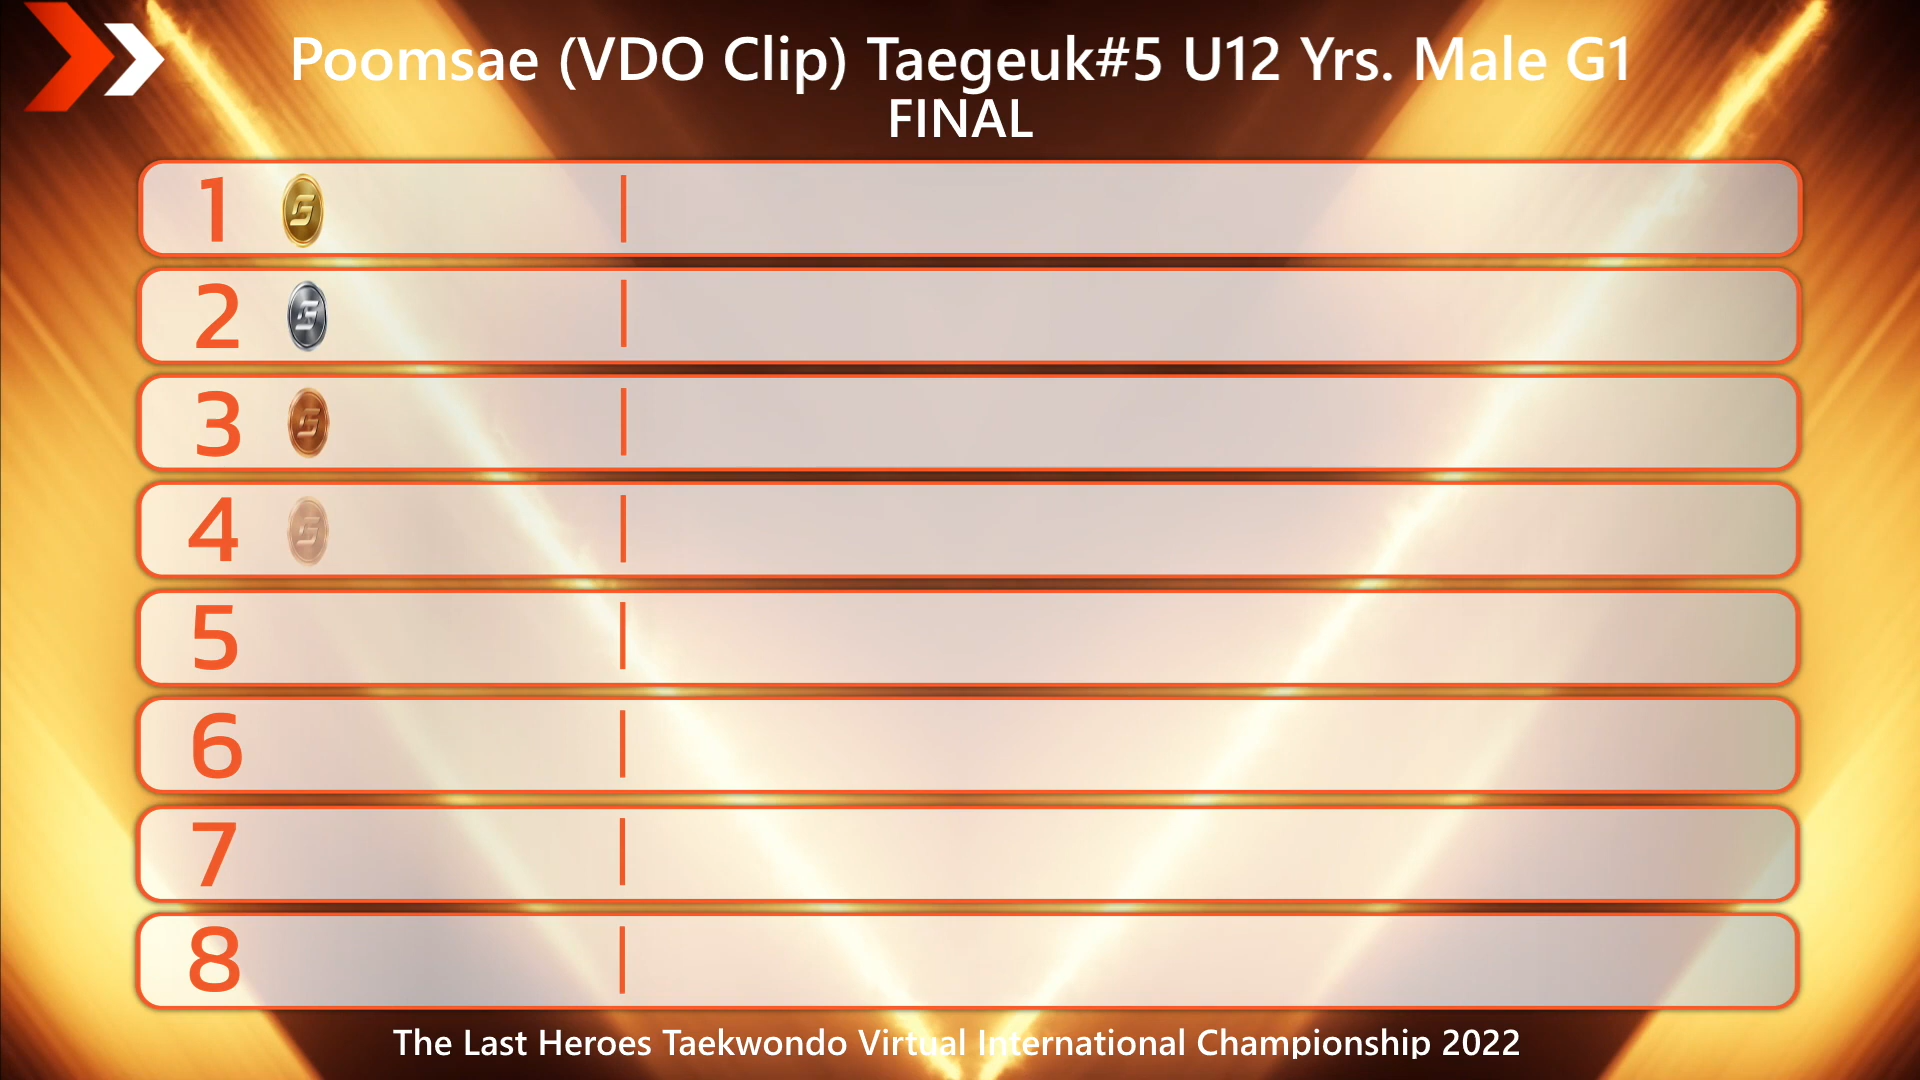 Poomsae (VDO Clip) Taegeuk#5 U12 Yrs. Male G1
FINAL
1
2
3
4
5
6
7
8
The Last Heroes Taekwondo Virtual International Championship 2022